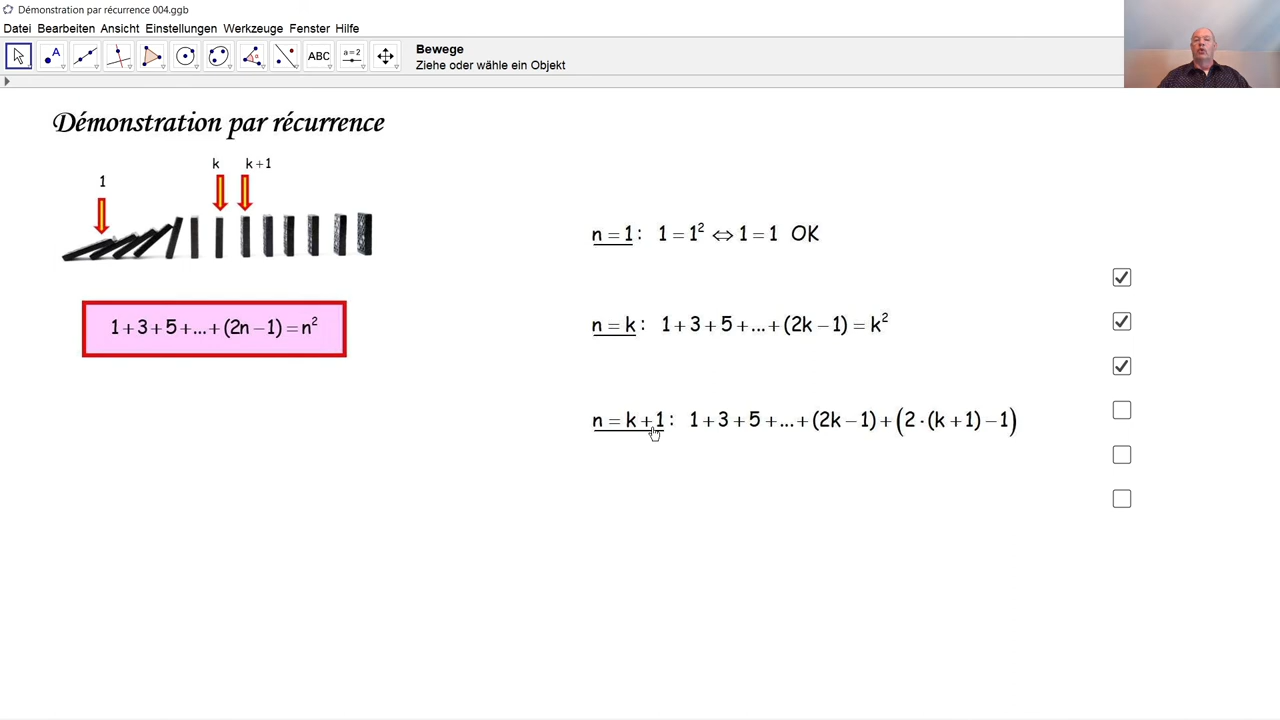 Démonstration par récurrence 004.ggb
Datei Bearbeiten Ansicht Einstellungen Werkzeuge Fenster Hilfe
A ABC a=2 Bewege
Ziehe oder wähle ein Objekt
Démonstration par récurrence
k k+1
1
n = 1: 1 = 1² ⇔ 1 = 1 OK
1+3+5+...+(2n−1)=n²
n = k: 1+3+5+...+(2k−1)=k²
n = k+1: 1+3+5+...+(2k−1)+(2·(k+1)−1)